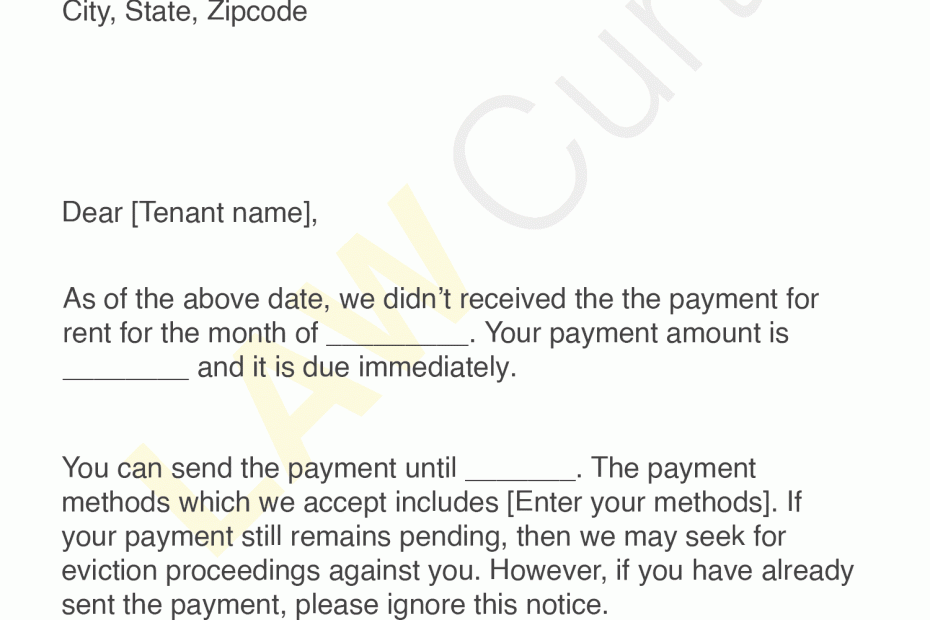 City, State, Zipcode
LAW Cur
Dear [Tenant name],
As of the above date, we didn’t received the the payment for
rent for the month of _________. Your payment amount is
________ and it is due immediately.
You can send the payment until _______. The payment
methods which we accept includes [Enter your methods]. If
your payment still remains pending, then we may seek for
eviction proceedings against you. However, if you have already
sent the payment, please ignore this notice.